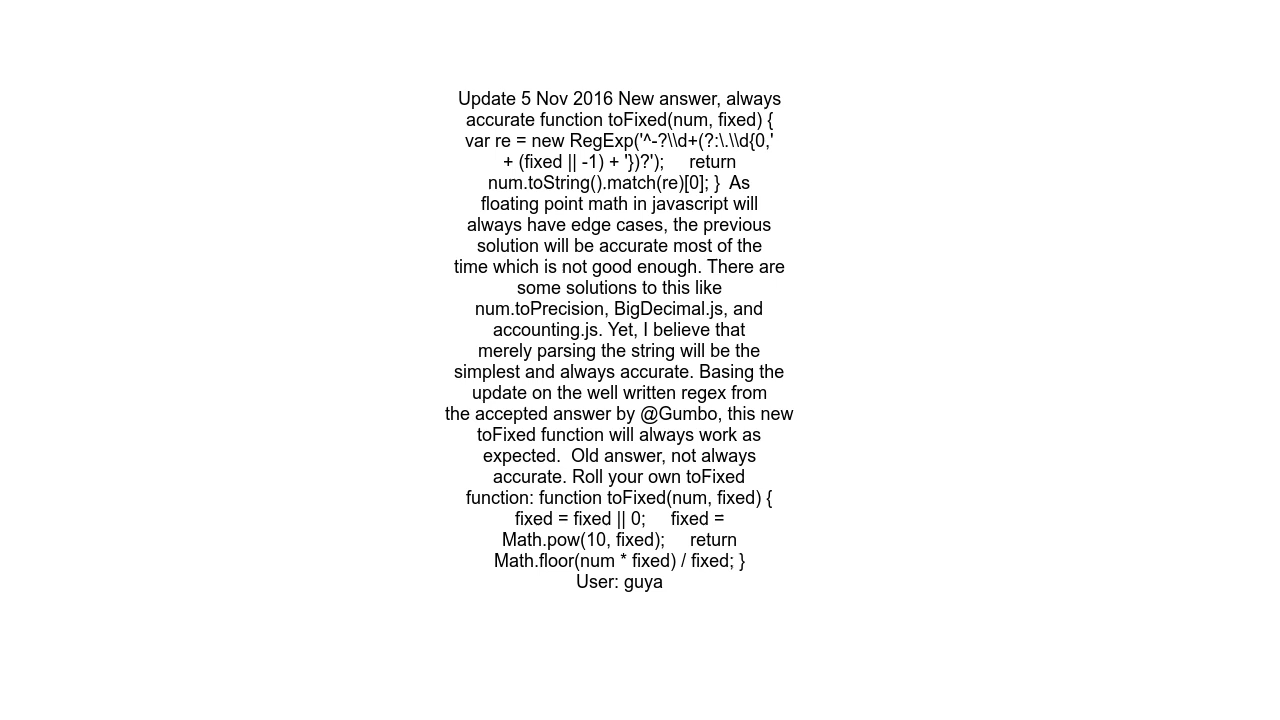 Update 5 Nov 2016 New answer, always
accurate function toFixed(num, fixed) {
var re = new RegExp('^-?\\d+(?:\.\\d{0,'
+ (fixed || -1) + '})?');     return
num.toString().match(re)[0]; }  As
floating point math in javascript will
always have edge cases, the previous
solution will be accurate most of the
time which is not good enough. There are
some solutions to this like
num.toPrecision, BigDecimal.js, and
accounting.js. Yet, I believe that
merely parsing the string will be the
simplest and always accurate. Basing the
update on the well written regex from
the accepted answer by @Gumbo, this new
toFixed function will always work as
expected.  Old answer, not always
accurate. Roll your own toFixed
function: function toFixed(num, fixed) {
fixed = fixed || 0;     fixed =
Math.pow(10, fixed);     return
Math.floor(num * fixed) / fixed; }
User: guya